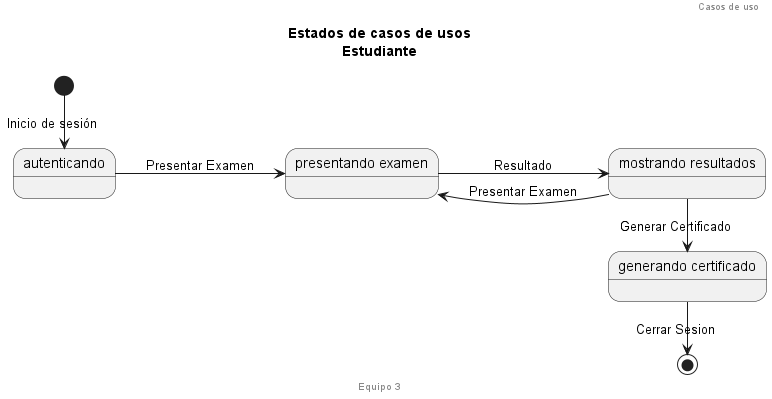 Casos de uso
Estados de casos de usos
Estudiante
Inicio de sesión
autenticando
Presentar Examen
presentando examen
Resultado
Presentar Examen
mostrando resultados
Generar Certificado
generando certificado
Cerrar Sesion
Equipo 3